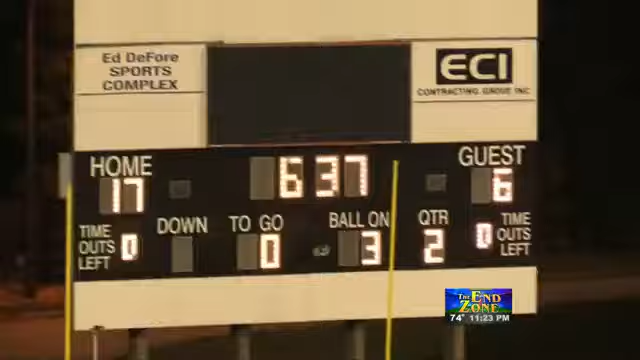 Ed DeFore
SPORTS
COMPLEX
ECI
CONTRACTING GROUP INC
HOME
17
6 37
GUEST
6
TIME
OUTS
LEFT
0
DOWN
TO GO
0
BALL ON
3
QTR
2
0
TIME
OUTS
LEFT
The END
ZONE
74° 11:23 PM